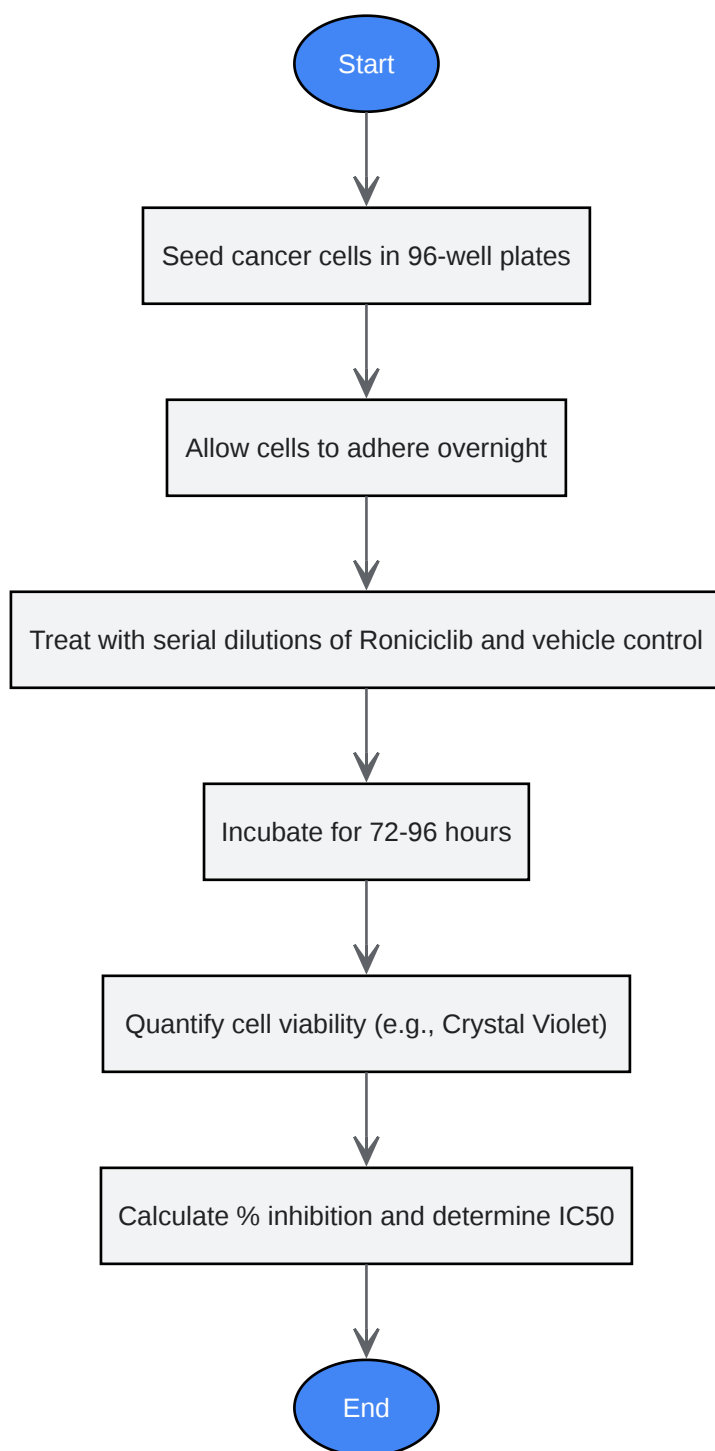 Start
Seed cancer cells in 96-well plates
Allow cells to adhere overnight
Treat with serial dilutions of Roniciclib and vehicle control
Incubate for 72-96 hours
Quantify cell viability (e.g., Crystal Violet)
Calculate % inhibition and determine IC50
End